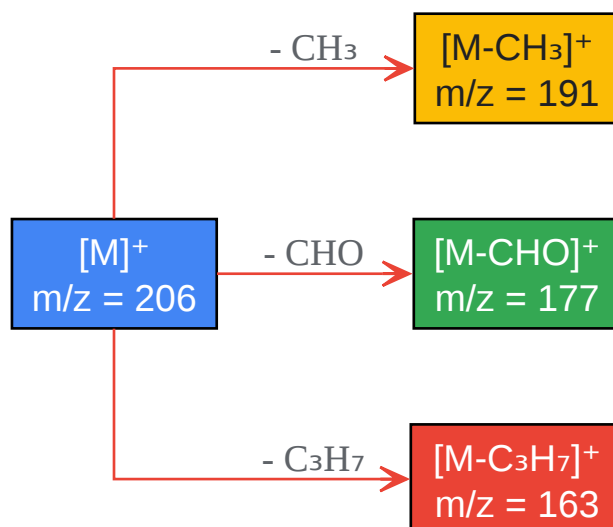 - CH₃
[M-CH₃]⁺
m/z = 191
[M]⁺
m/z = 206
- CHO
[M-CHO]⁺
m/z = 177
- C₃H₇
[M-C₃H₇]⁺
m/z = 163